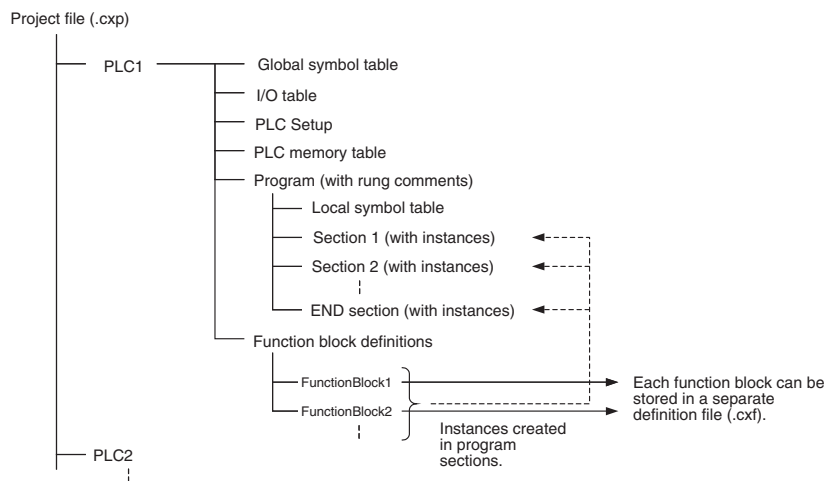 Project file (.cxp)
PLC1
Global symbol table
I/O table
PLC Setup
PLC memory table
Program (with rung comments)
Local symbol table
Section 1 (with instances)
Section 2 (with instances)
END section (with instances)
Function block definitions
FunctionBlock1
FunctionBlock2
Each function block can be
stored in a separate
definition file (.cxf).
Instances created
in program
sections.
PLC2